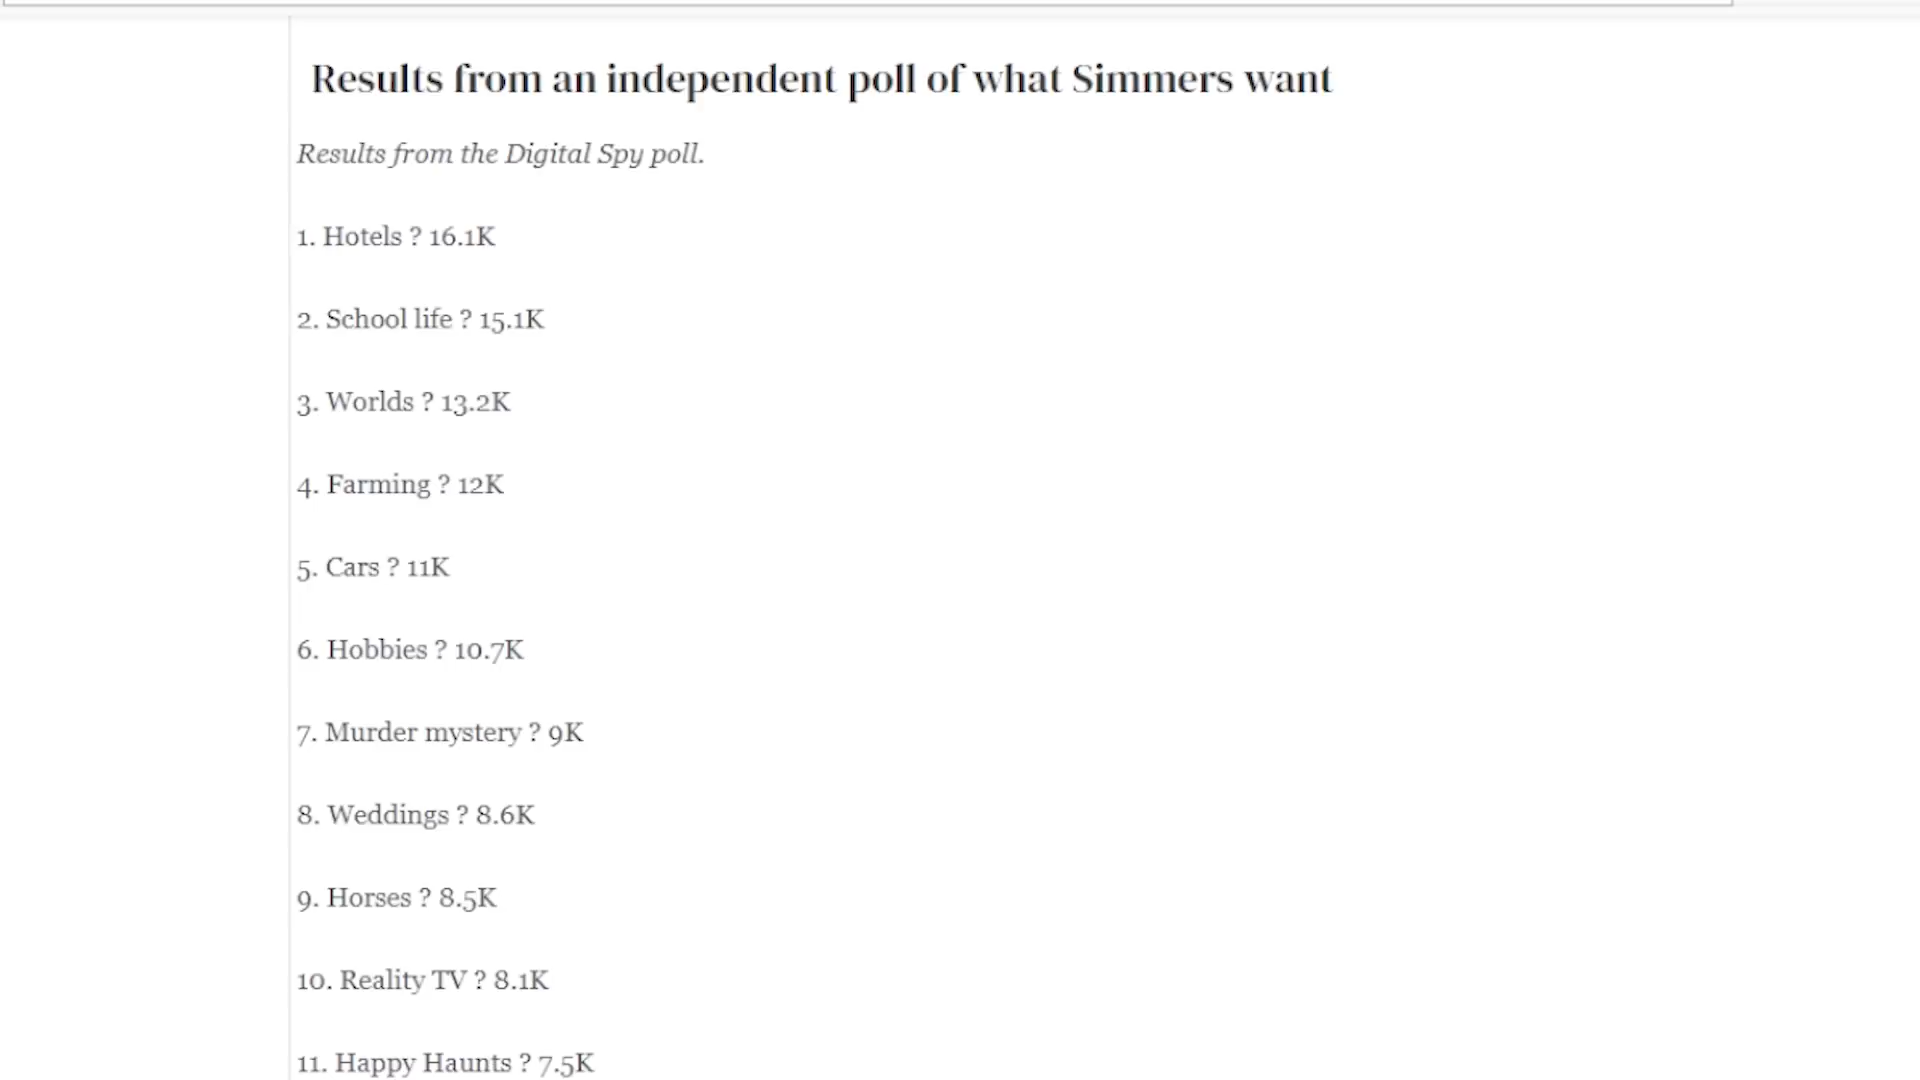 Results from an independent poll of what Simmers want
Results from the Digital Spy poll.
1. Hotels ? 16.1K
2. School life ? 15.1K
3. Worlds ? 13.2K
4. Farming ? 12K
5. Cars ? 11K
6. Hobbies ? 10.7K
7. Murder mystery ? 9K
8. Weddings ? 8.6K
9. Horses ? 8.5K
10. Reality TV ? 8.1K
11. Happy Haunts ? 7.5K